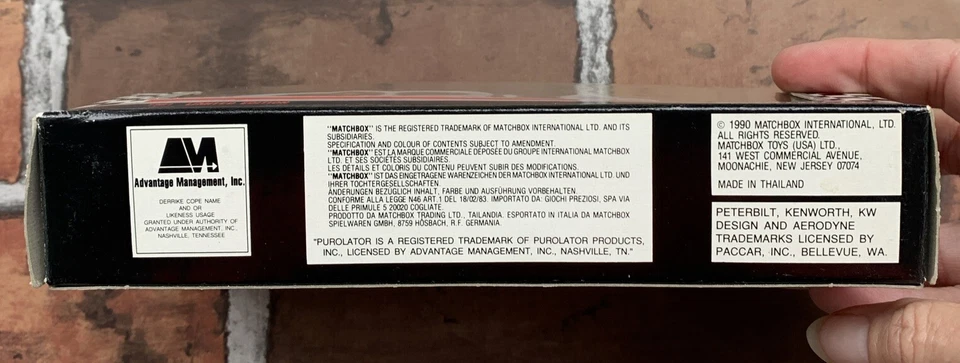 AM
Advantage Management, Inc.
DERRIKE COPE NAME
AND OR
LIKENESS USAGE
GRANTED UNDER AUTHORITY OF
ADVANTAGE MANAGEMENT, INC.
NASHVILLE, TENNESSEE
"MATCHBOX" IS THE REGISTERED TRADEMARK OF MATCHBOX INTERNATIONAL LTD. AND ITS
SUBSIDIARIES.
SPECIFICATION AND COLOUR OF CONTENTS SUBJECT TO AMENDMENT.
"MATCHBOX" EST LA MARQUE COMMERCIALE DÉPOSÉE DU GROUPE INTERNATIONAL MATCHBOX
LTD. ET SES SOCIÉTÉS SUBSIDIAIRES.
LES DÉTAILS ET COLORIS DU CONTENU PEUVENT SUBIR DES MODIFICATIONS.
"MATCHBOX" IST DAS EINGETRAGENE WARENZEICHEN DER MATCHBOX INTERNATIONAL LTD. UND
IHRER TOCHTERGESELLSCHAFTEN.
ÄNDERUNGEN BEZÜGLICH INHALT, FARBE UND AUSFÜHRUNG VORBEHALTEN.
CONFORME ALLA LEGGE N46 ART.1 DEL 18/02/83. IMPORTATO DA: GIOCHI PREZIOSI, SPA VIA
DELLE PRIMULE 5 20020 COGLIATE.
PRODOTTO DA MATCHBOX TRADING LTD., TAILANDIA. ESPORTATO IN ITALIA DA MATCHBOX
SPIELWAREN GMBH, 8759 HÖSBACH, R.F. GERMANIA.
"PUROLATOR IS A REGISTERED TRADEMARK OF PUROLATOR PRODUCTS,
INC., LICENSED BY ADVANTAGE MANAGEMENT, INC., NASHVILLE, TN."
© 1990 MATCHBOX INTERNATIONAL, LTD.
ALL RIGHTS RESERVED.
MATCHBOX TOYS (USA) LTD.,
141 WEST COMMERCIAL AVENUE,
MOONACHIE, NEW JERSEY 07074
MADE IN THAILAND
PETERBILT, KENWORTH, KW
DESIGN AND AERODYNE
TRADEMARKS LICENSED BY
PACCAR, INC., BELLEVUE, WA.